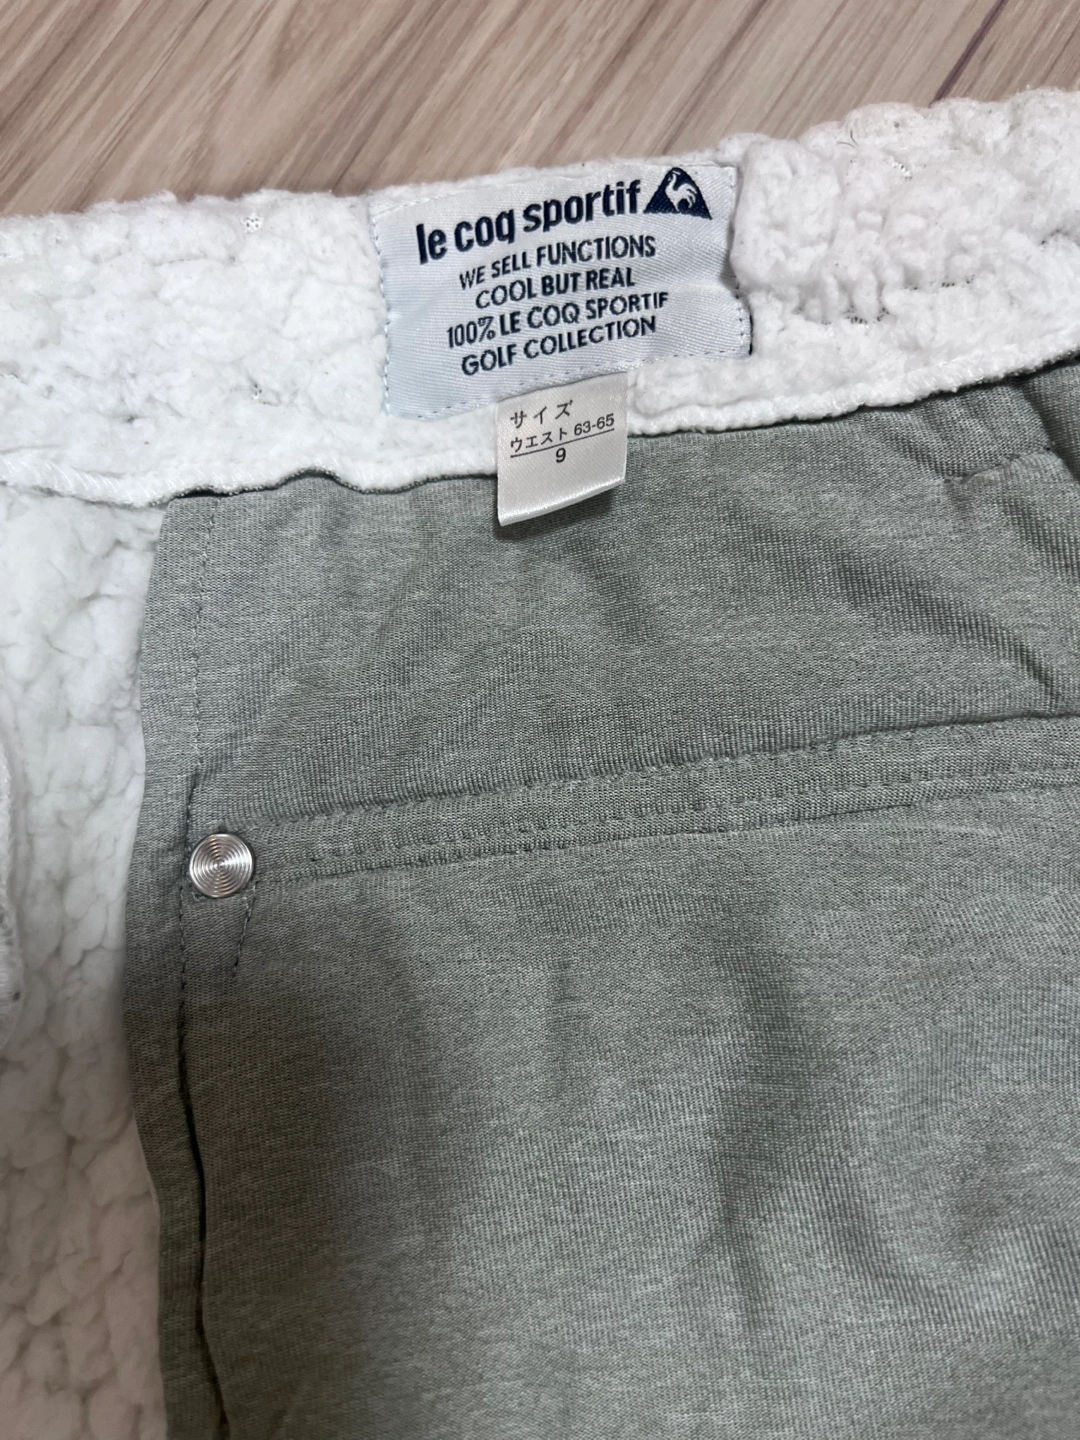 le coq sportif
WE SELL FUNCTIONS
COOL BUT REAL
100% LE COQ SPORTIF
GOLF COLLECTION
サイズ
ウエスト 63-65
9